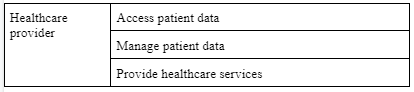 Healthcare
provider
Access patient data
Manage patient data
Provide healthcare services